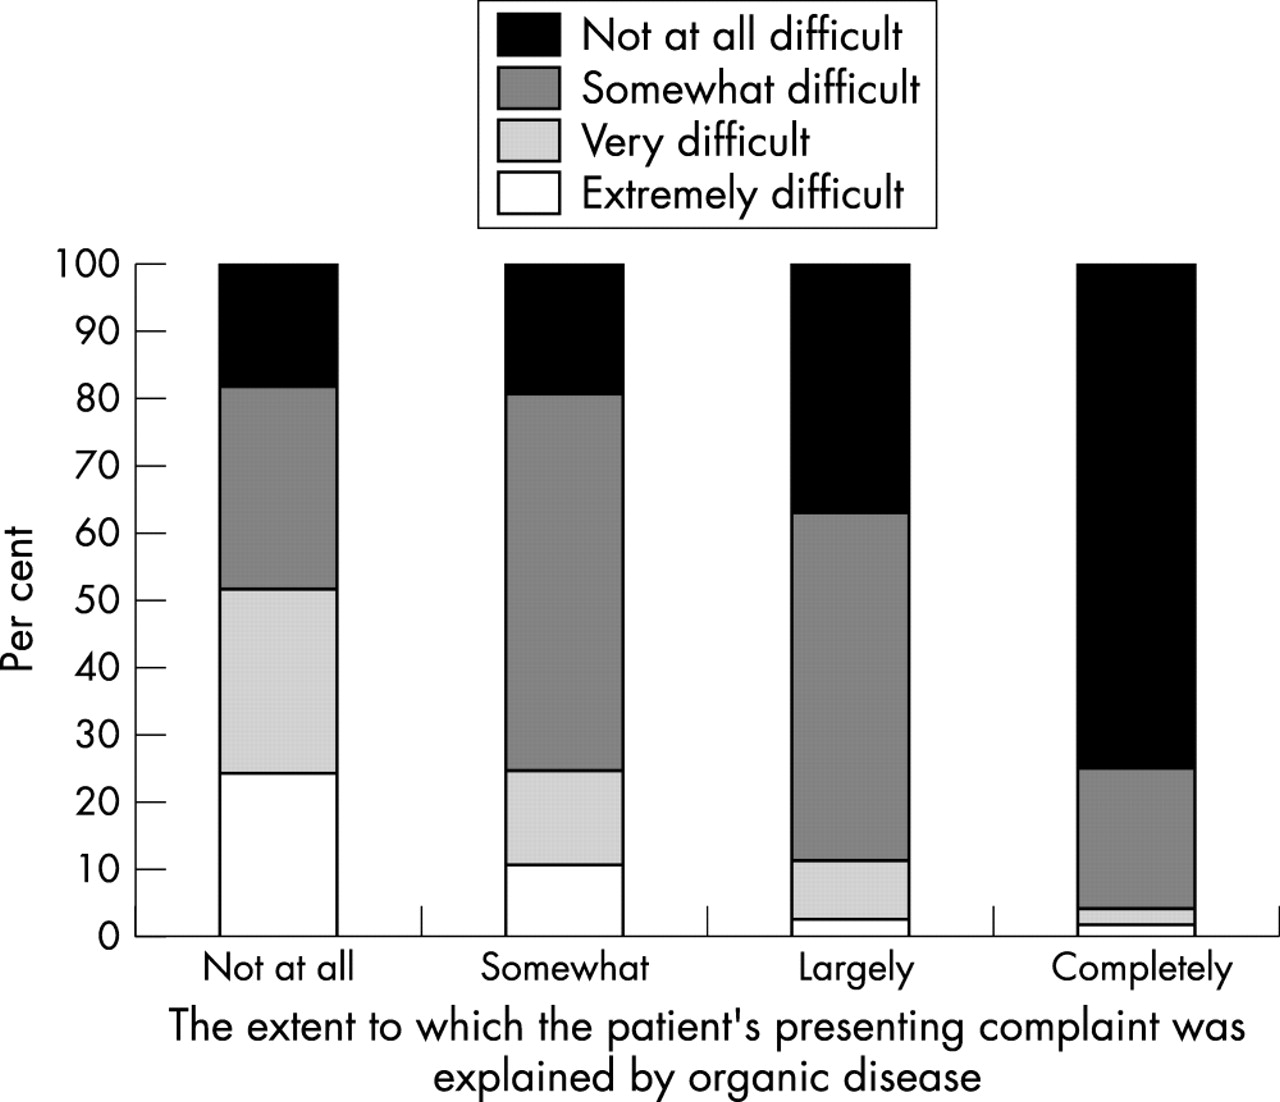 Not at all difficult
Somewhat difficult
Very difficult
Extremely difficult
100
90
80
70
60
50
40
30
20
10
0
Per cent
Not at all
Somewhat
Largely
Completely
The extent to which the patient's presenting complaint was
explained by organic disease